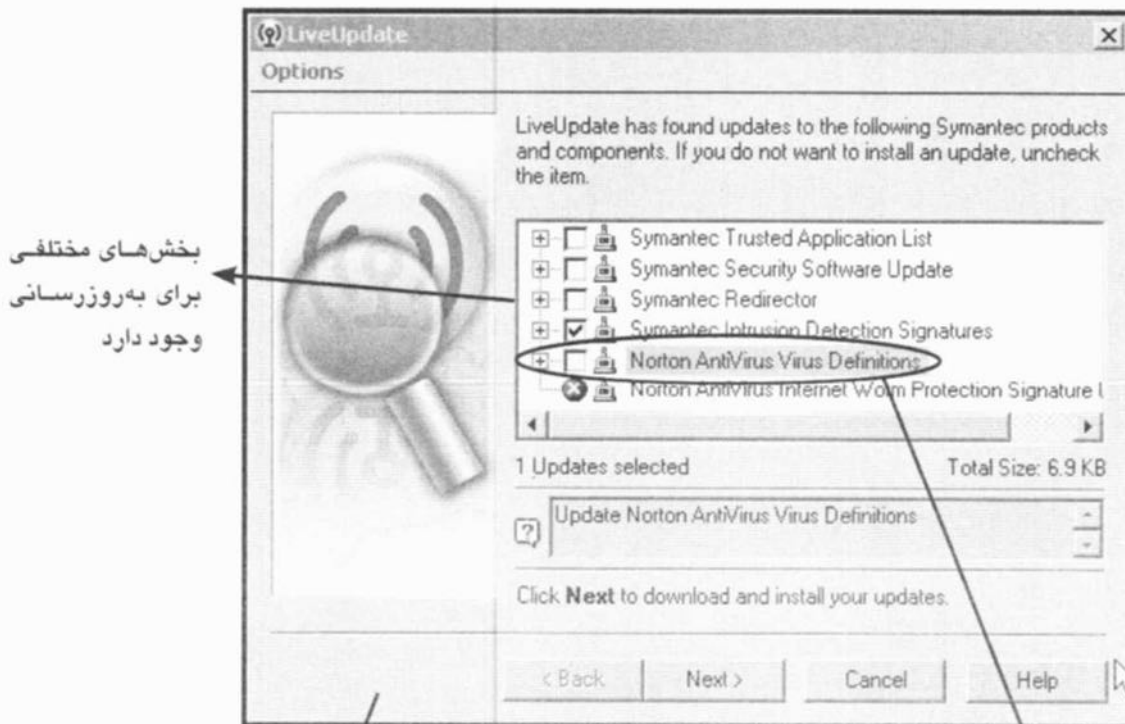 LiveUpdate
Options
LiveUpdate has found updates to the following Symantec products
and components. If you do not want to install an update, uncheck
the item.
Symantec Trusted Application List
Symantec Security Software Update
Symantec Redirector
Symantec Intrusion Detection Signatures
Norton AntiVirus Virus Definitions
Norton AntiVirus Internet Worm Protection Signature U
1 Updates selected
Total Size: 6.9 KB
Update Norton AntiVirus Virus Definitions
Click Next to download and install your updates.
< Back
Next >
Cancel
Help
بخش‌های مختلفی
برای به‌روزرسانی
وجود دارد